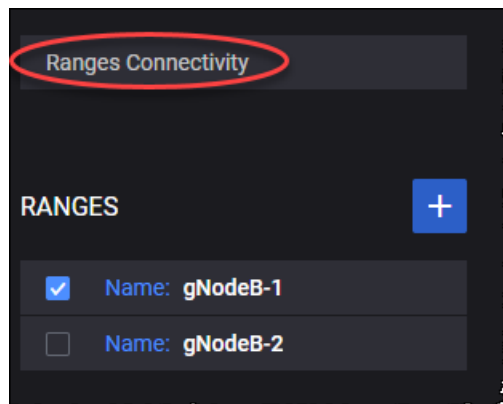 Ranges Connectivity
RANGES +
Name: gNodeB-1
Name: gNodeB-2